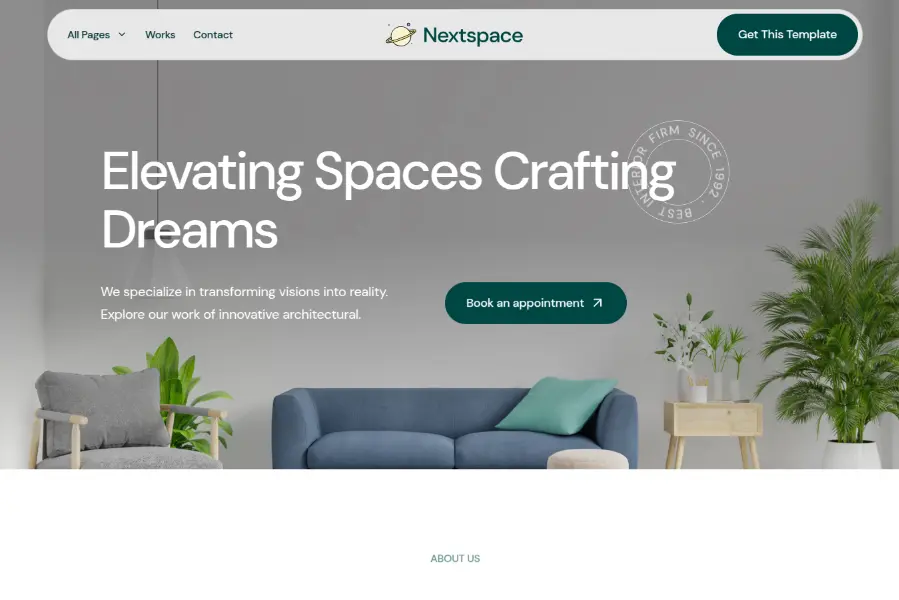 All Pages
Works
Contact
Nextspace
Get This Template
Elevating Spaces Crafting
Dreams
BEST INTERIOR FIRM SINCE 1992 ·
We specialize in transforming visions into reality.
Explore our work of innovative architectural.
Book an appointment
ABOUT US